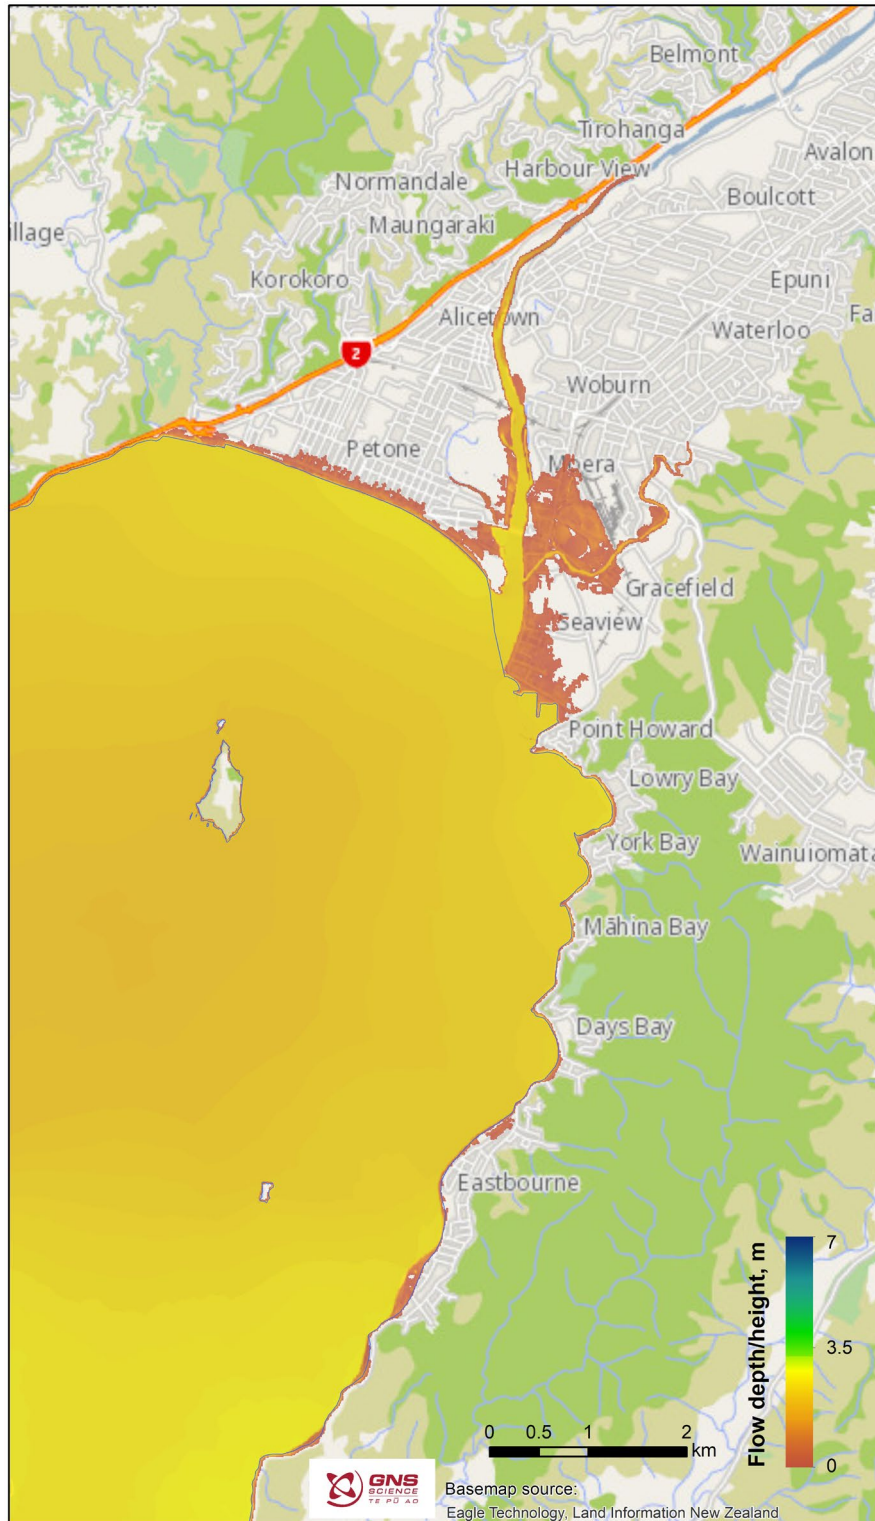 Belmont
Tirohanga
Avalon
Harbour View
Normandale
Boulcott
Maungaraki
illage
Korokoro
Epuni
Alicetown
Fa
Waterloo
2
Woburn
Petone
Moera
Gracefield
Seaview
Point Howard
Lowry Bay
York Bay
Wainuiomata
Māhina Bay
Days Bay
Eastbourne
Flow depth/height, m
7
3.5
0
0 0.5 1 2
km
GNS
SCIENCE
TE PŪ AO
Basemap source:
Eagle Technology, Land Information New Zealand